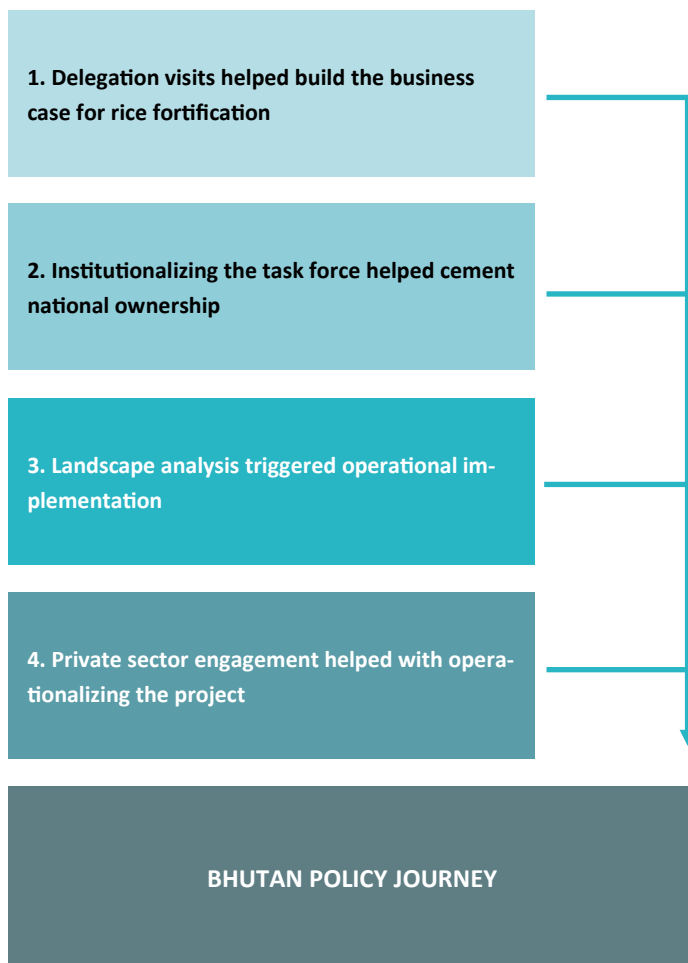 1. Delegation visits helped build the business
case for rice fortification
2. Institutionalizing the task force helped cement
national ownership
3. Landscape analysis triggered operational im-
plementation
4. Private sector engagement helped with opera-
tionalizing the project
BHUTAN POLICY JOURNEY